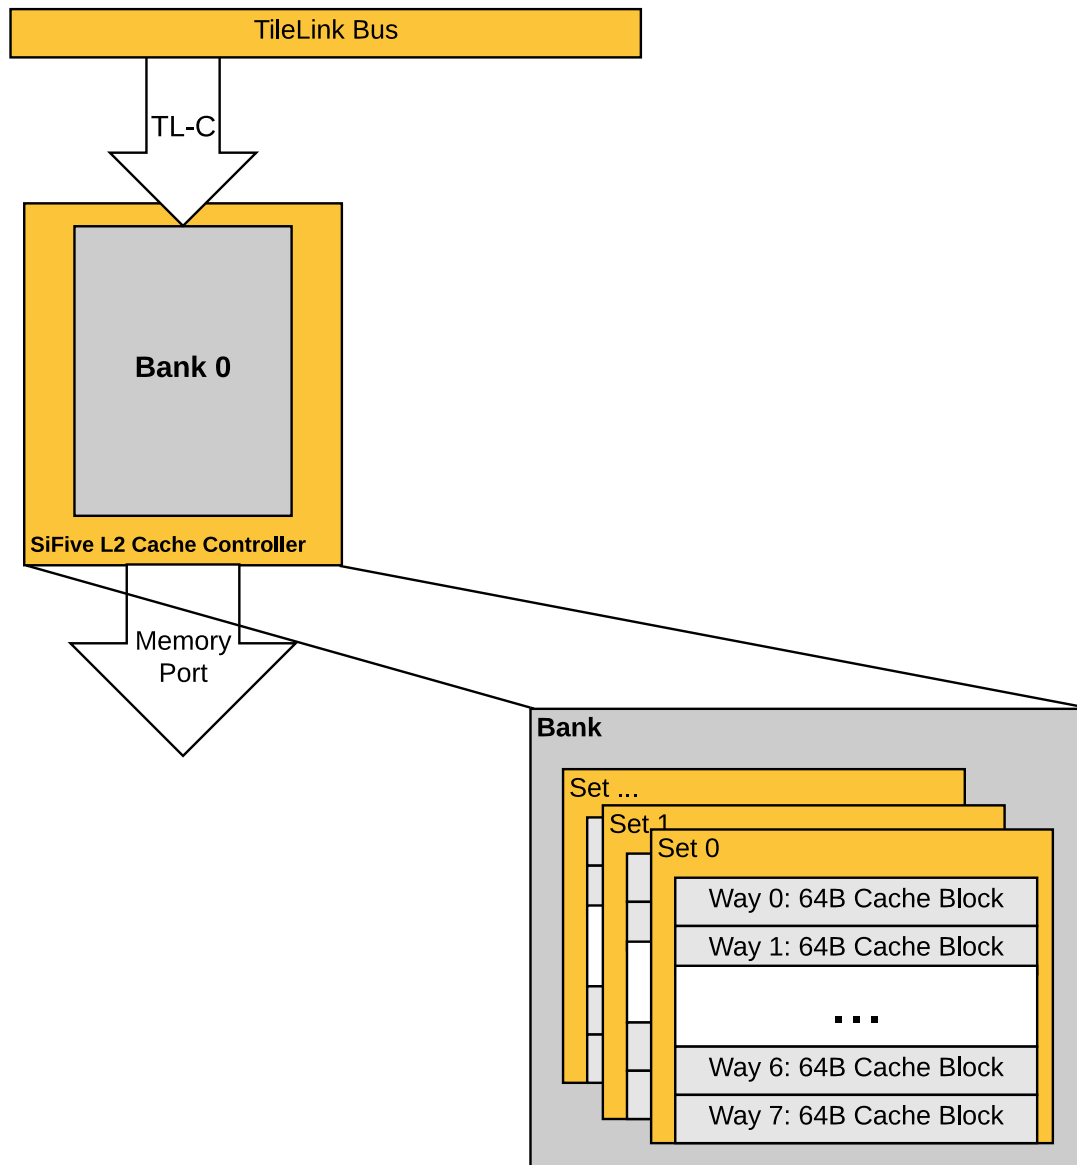 TileLink Bus
TL-C
Bank 0
SiFive L2 Cache Controller
Memory
Port
Bank
Set ...
Set 1
Set 0
Way 0: 64B Cache Block
Way 1: 64B Cache Block
...
Way 6: 64B Cache Block
Way 7: 64B Cache Block